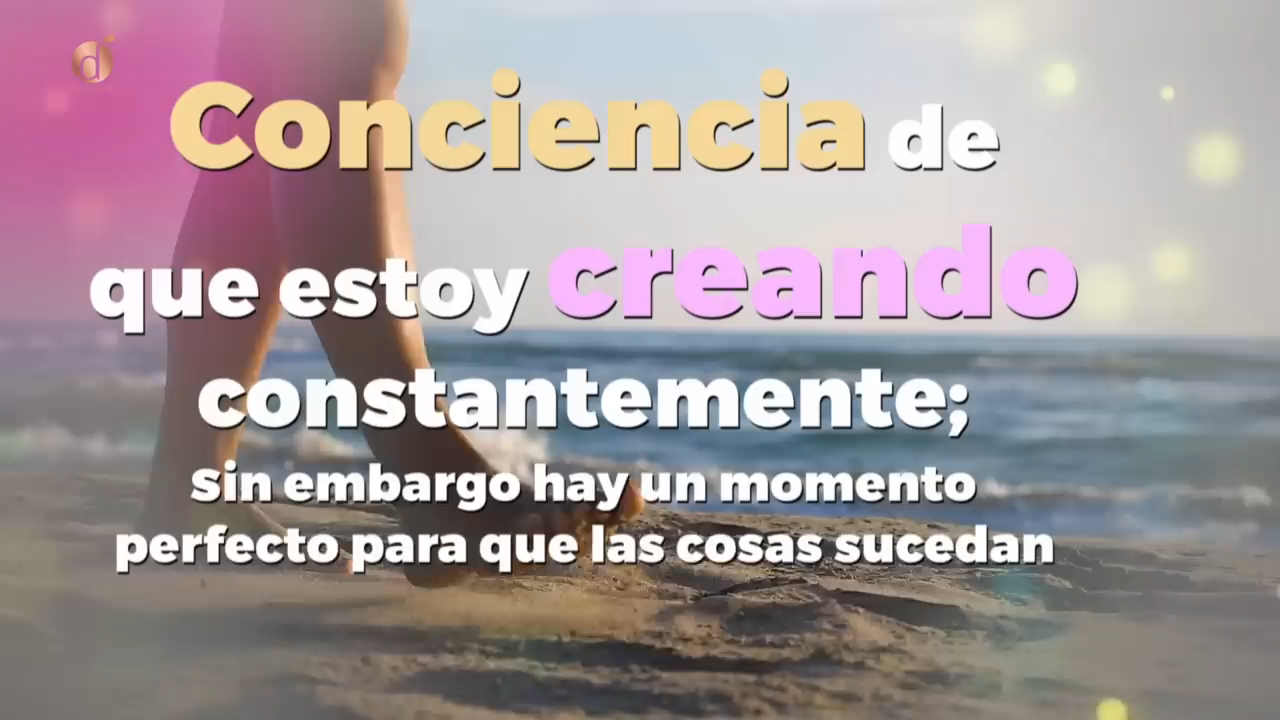 d
Conciencia de
que estoy creando
constantemente;
Sin embargo hay un momento
perfecto para que las cosas sucedan